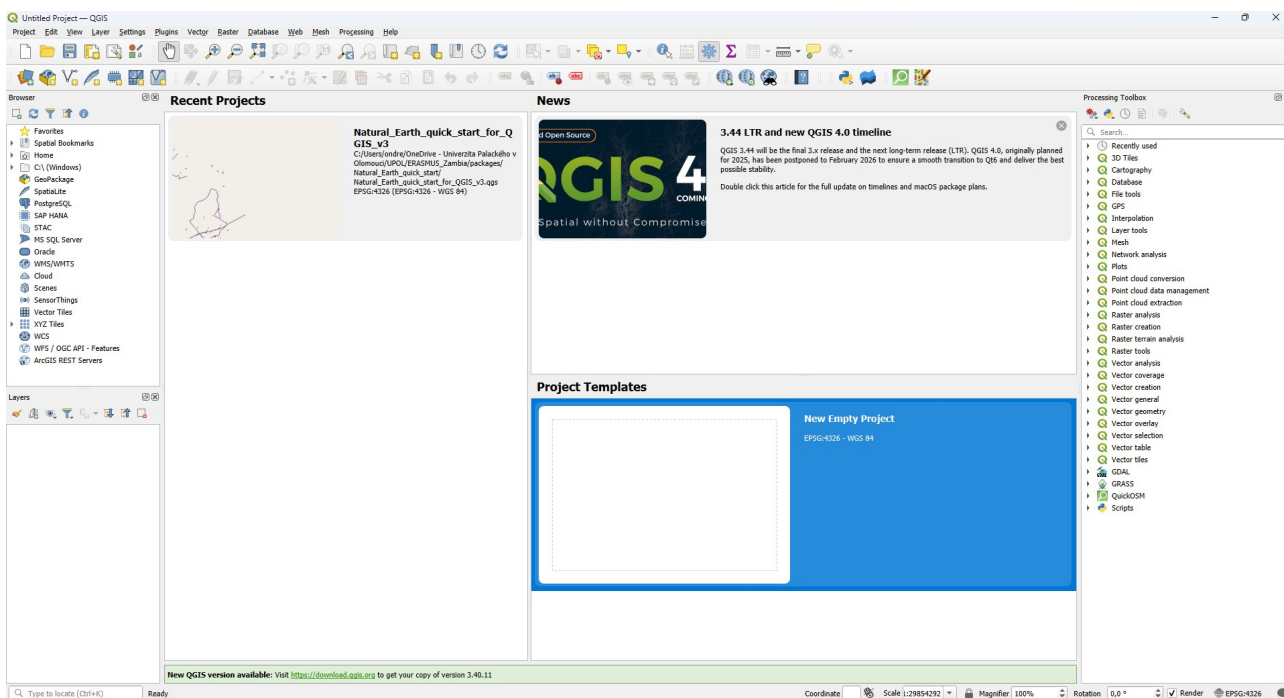 Untitled Project — QGIS
Project Edit View Layer Settings Plugins Vector Raster Database Web Mesh Processing Help
Browser
Favorites
Spatial Bookmarks
Home
C:\ (Windows)
GeoPackage
SpatiaLite
PostgreSQL
SAP HANA
STAC
MS SQL Server
Oracle
WMS/WMTS
Cloud
Scenes
SensorThings
Vector Tiles
XYZ Tiles
WCS
WFS / OGC API - Features
ArcGIS REST Servers
Layers
Recent Projects
Natural_Earth_quick_start_for_Q
GIS_v3
C:/Users/ondre/OneDrive - Univerzita Palackého v
Olomouci/UPOL/ERASMUS_Zambia/packages/
Natural_Earth_quick_start/
Natural_Earth_quick_start_for_QGIS_v3.qgs
EPSG:4326 (EPSG:4326 - WGS 84)
News
d Open Source
QGIS 4
COMIN
Spatial without Compromise
3.44 LTR and new QGIS 4.0 timeline
QGIS 3.44 will be the final 3.x release and the next long-term release (LTR). QGIS 4.0, originally planned
for 2025, has been postponed to February 2026 to ensure a smooth transition to Qt6 and deliver the best
possible stability.
Double click this article for the full update on timelines and macOS package plans.
Project Templates
New Empty Project
EPSG:4326 - WGS 84
Processing Toolbox
Search...
Recently used
3D Tiles
Cartography
Database
File tools
GPS
Interpolation
Layer tools
Mesh
Network analysis
Plots
Point cloud conversion
Point cloud data management
Point cloud extraction
Raster analysis
Raster creation
Raster terrain analysis
Raster tools
Vector analysis
Vector coverage
Vector creation
Vector general
Vector geometry
Vector overlay
Vector selection
Vector table
Vector tiles
GDAL
GRASS
QuickOSM
Scripts
New QGIS version available: Visit https://download.qgis.org to get your copy of version 3.40.11
Type to locate (Ctrl+K) Ready Coordinate Scale 1:29854292 Magnifier 100% Rotation 0,0 ° Render EPSG:4326